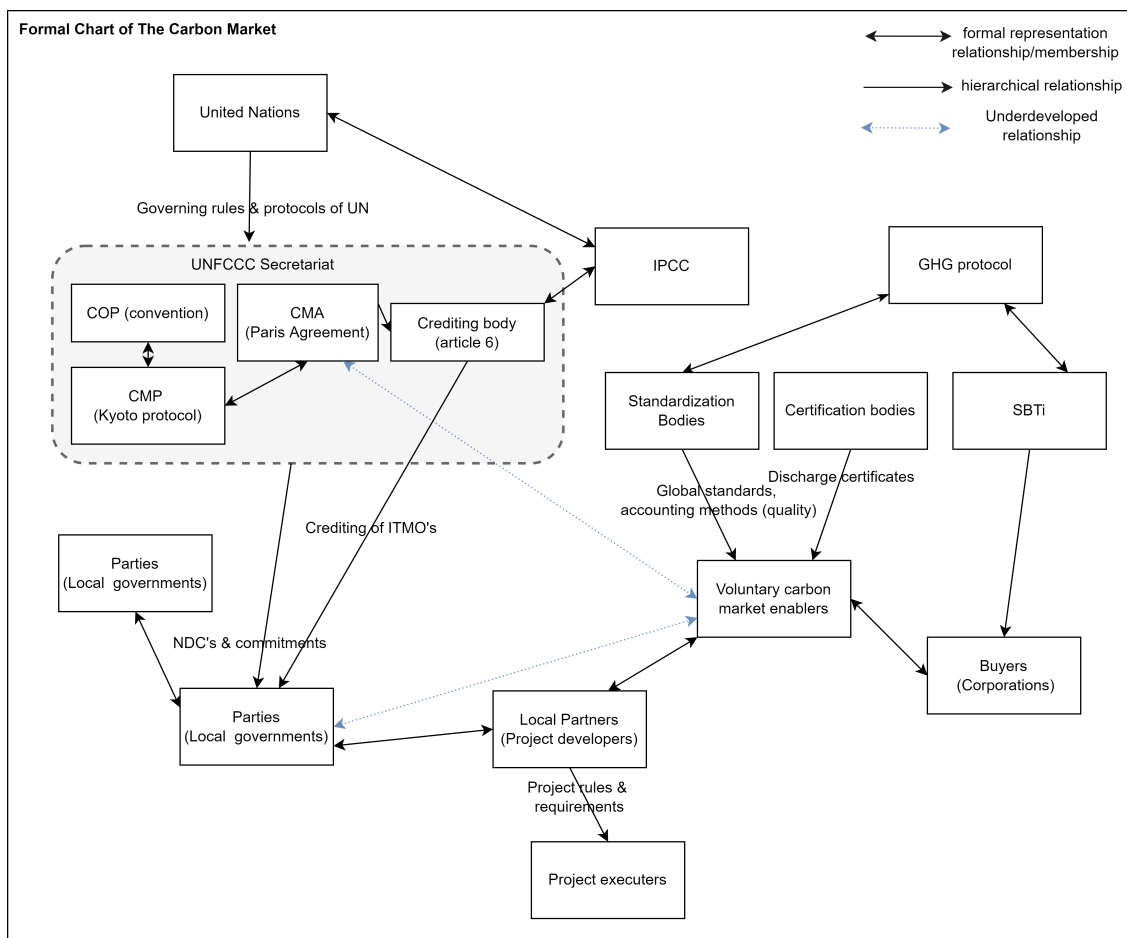 Formal Chart of The Carbon Market
formal representation
relationship/membership
hierarchical relationship
Underdeveloped
relationship
United Nations
Governing rules & protocols of UN
UNFCCC Secretariat
IPCC
GHG protocol
COP (convention)
CMA
(Paris Agreement)
Crediting body
(article 6)
CMP
(Kyoto protocol)
Standardization
Bodies
Certification bodies
SBTi
Global standards,
accounting methods (quality)
Discharge certificates
Crediting of ITMO's
Parties
(Local  governments)
Voluntary carbon
market enablers
NDC's & commitments
Buyers
(Corporations)
Parties
(Local  governments)
Local Partners
(Project developers)
Project rules &
requirements
Project executers